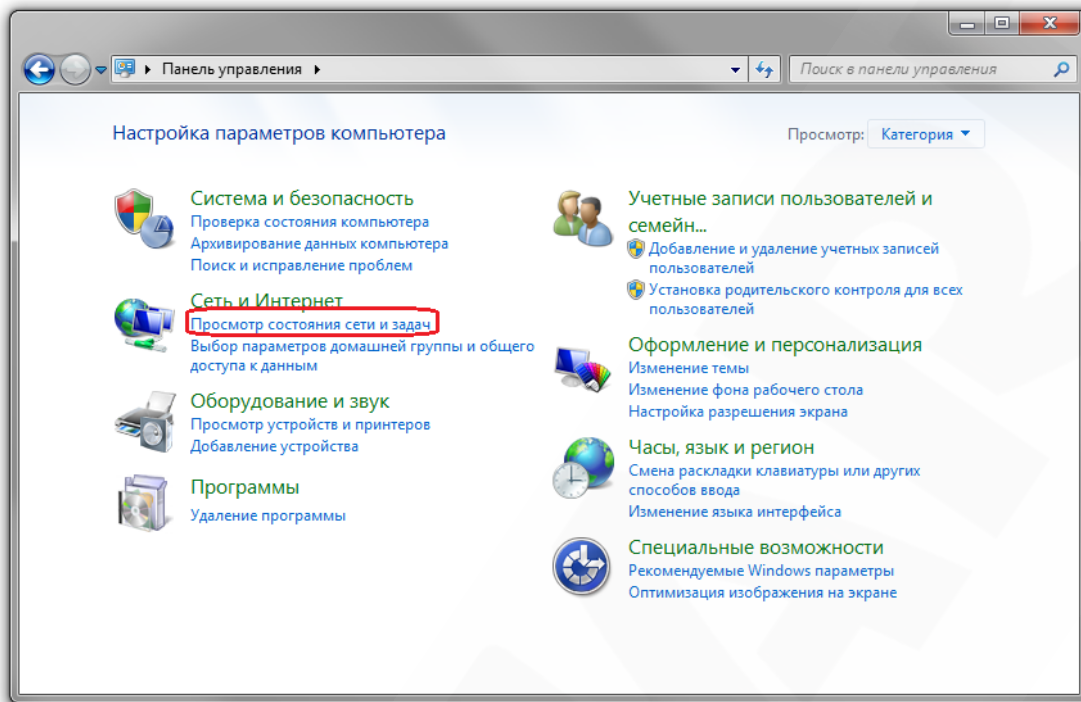 Панель управления
Поиск в панели управления
Настройка параметров компьютера
Просмотр: Категория
Система и безопасность
Проверка состояния компьютера
Архивирование данных компьютера
Поиск и исправление проблем
Сеть и Интернет
Просмотр состояния сети и задач
Выбор параметров домашней группы и общего
доступа к данным
Оборудование и звук
Просмотр устройств и принтеров
Добавление устройства
Программы
Удаление программы
Учетные записи пользователей и
семейн...
Добавление и удаление учетных записей
пользователей
Установка родительского контроля для всех
пользователей
Оформление и персонализация
Изменение темы
Изменение фона рабочего стола
Настройка разрешения экрана
Часы, язык и регион
Смена раскладки клавиатуры или других
способов ввода
Изменение языка интерфейса
Специальные возможности
Рекомендуемые Windows параметры
Оптимизация изображения на экране